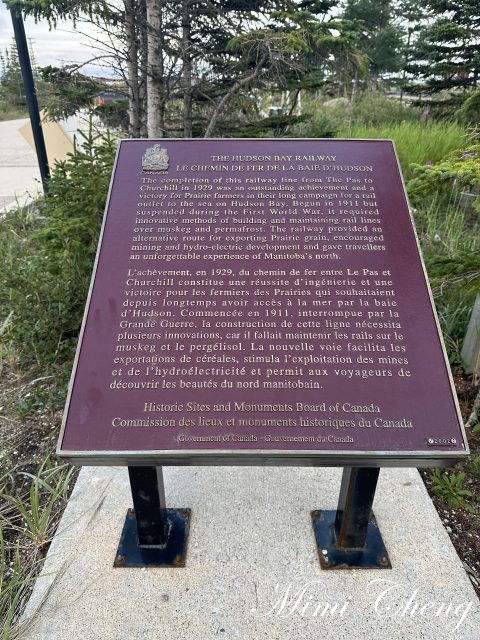 CANADA
THE HUDSON BAY RAILWAY
LE CHEMIN DE FER DE LA BAIE D'HUDSON
The completion of this railway line from The Pas to
Churchill in 1929 was an outstanding achievement and a
victory for Prairie farmers in their long campaign for a rail
outlet to the sea on Hudson Bay. Begun in 1911 but
suspended during the First World War, it required
innovative methods of building and maintaining rail lines
over muskeg and permafrost. The railway provided an
alternative route for exporting Prairie grain, encouraged
mining and hydro-electric development and gave travellers
an unforgettable experience of Manitoba's north.
L'achèvement, en 1929, du chemin de fer entre Le Pas et
Churchill constitue une réussite d'ingénierie et une
victoire pour les fermiers des Prairies qui souhaitaient
depuis longtemps avoir accès à la mer par la baie
d'Hudson. Commencée en 1911, interrompue par la
Grande Guerre, la construction de cette ligne nécessita
plusieurs innovations, car il fallait maintenir les rails sur le
muskeg et le pergélisol. La nouvelle voie facilita les
exportations de céréales, stimula l'exploitation des mines
et de l'hydroélectricité et permit aux voyageurs de
découvrir les beautés du nord manitobain.
Historic Sites and Monuments Board of Canada
Commission des lieux et monuments historiques du Canada
Government of Canada - Gouvernement du Canada
2001
Mimi Cheng